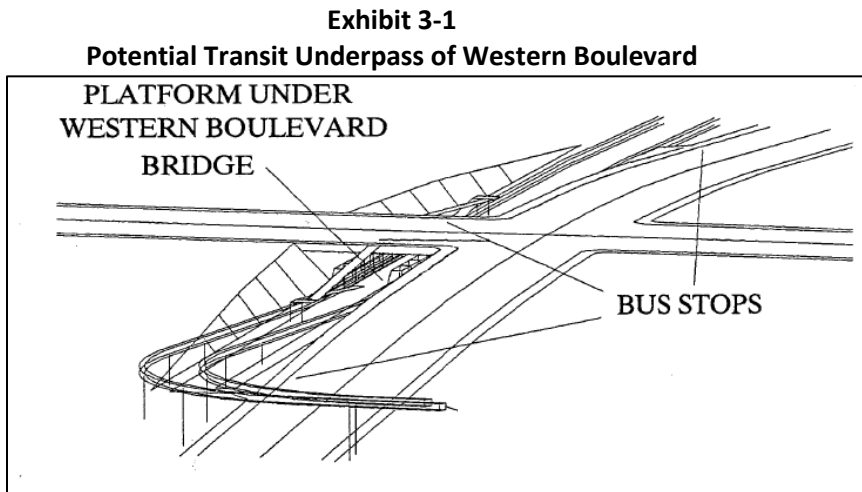 Exhibit 3-1
Potential Transit Underpass of Western Boulevard
PLATFORM UNDER
WESTERN BOULEVARD
BRIDGE
BUS STOPS